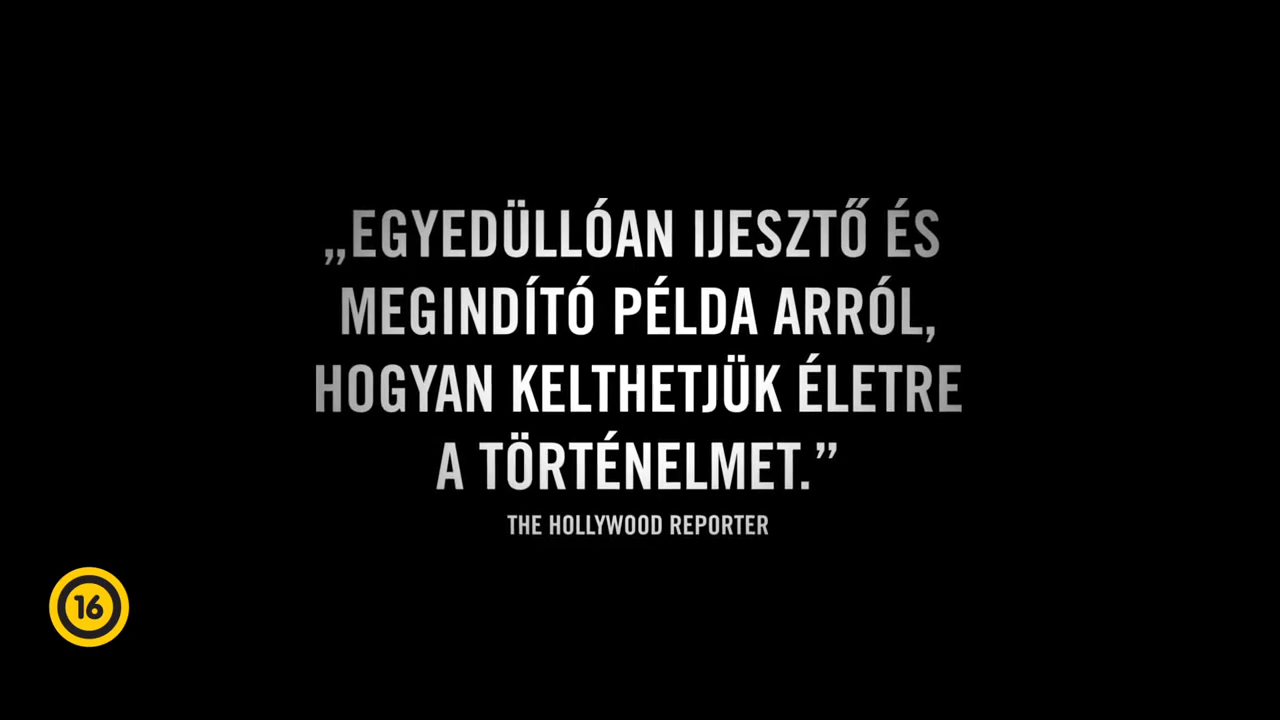 „EGYEDÜLLÓAN IJESZTŐ ÉS
MEGINDÍTÓ PÉLDA ARRÓL,
HOGYAN KELTHETJÜK ÉLETRE
A TÖRTÉNELMET.”
THE HOLLYWOOD REPORTER
16